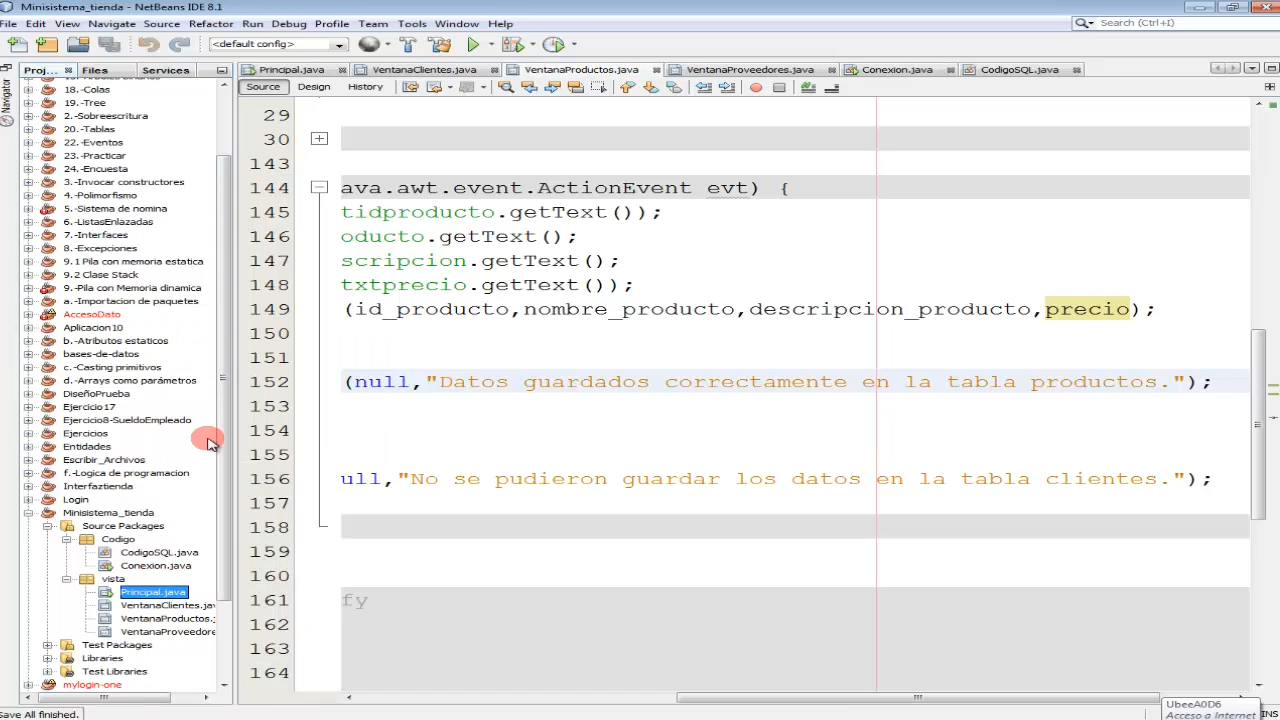 Minisistema_tienda - NetBeans IDE 8.1
File Edit View Navigate Source Refactor Run Debug Profile Team Tools Window Help
<default config>
Search (Ctrl+I)
Proj... Files Services
Principal.java VentanaClientes.java VentanaProductos.java VentanaProveedores.java Conexion.java CodigoSQL.java
Source Design History
Navigator
18.-Colas
19.-Tree
2.-Sobreescritura
20.-Tablas
22.-Eventos
23.-Practicar
24.-Encuesta
3.-Invocar constructores
4.-Polimorfismo
5.-Sistema de nomina
6.-ListasEnlazadas
7.-Interfaces
8.-Excepciones
9.1 Pila con memoria estatica
9.2 Clase Stack
9.-Pila con Memoria dinamica
a.-Importacion de paquetes
AccesoDato
Aplicacion10
b.-Atributos estaticos
bases-de-datos
c.-Casting primitivos
d.-Arrays como parámetros
DiseñoPrueba
Ejercicio17
Ejercicio8-SueldoEmpleado
Ejercicios
Entidades
Escribir_Archivos
f.-Logica de programacion
Interfaztienda
Login
Minisistema_tienda
Source Packages
Codigo
CodigoSQL.java
Conexion.java
vista
Principal.java
VentanaClientes.jav
VentanaProductos.j
VentanaProveedore
Test Packages
Libraries
Test Libraries
mylogin-one
29
30
143
144 ava.awt.event.ActionEvent evt) {
145 tidproducto.getText());
146 oducto.getText();
147 scripcion.getText();
148 txtprecio.getText());
149 (id_producto,nombre_producto,descripcion_producto,precio);
150
151
152 (null,"Datos guardados correctamente en la tabla productos.");
153
154
155
156 ull,"No se pudieron guardar los datos en la tabla clientes.");
157
158
159
160
161 fy
162
163
164
Save All finished.
UbeeA0D6
Acceso a Internet
INS